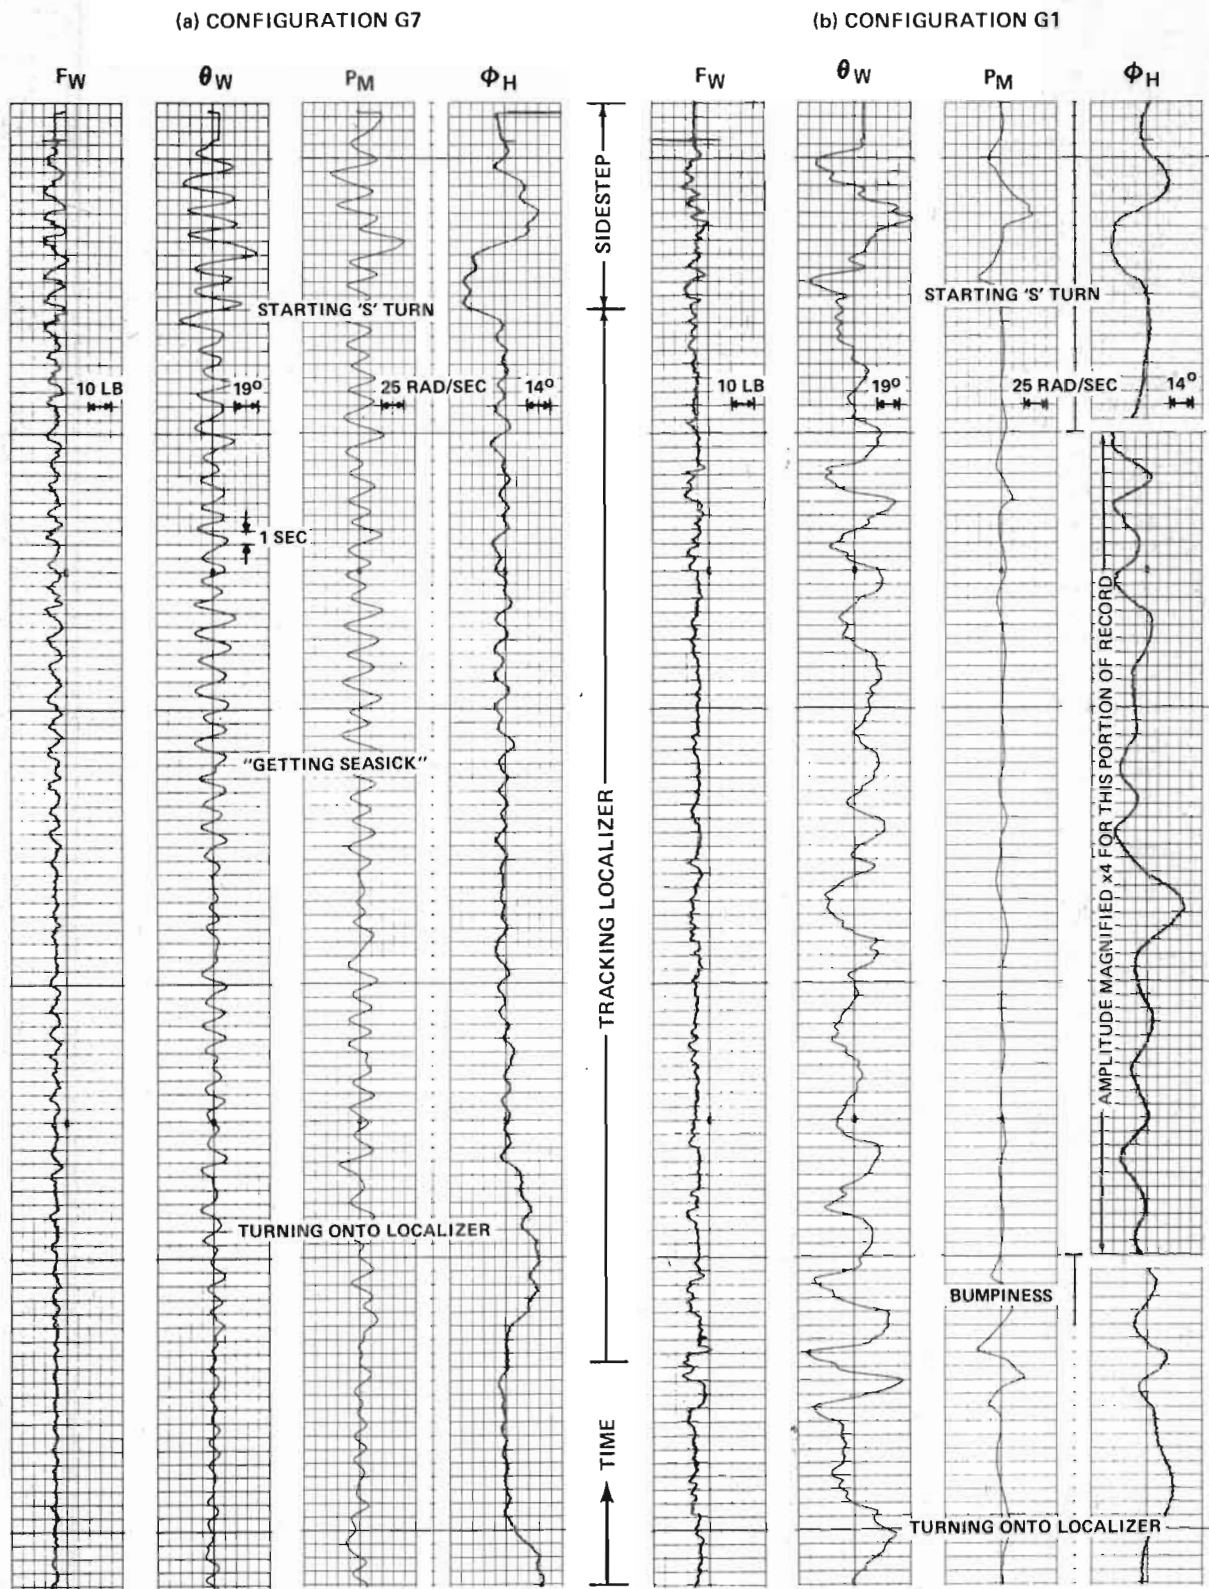 (a) CONFIGURATION G7
(b) CONFIGURATION G1
FW
θW
PM
ΦH
FW
θW
PM
ΦH
SIDESTEP
STARTING 'S' TURN
STARTING 'S' TURN
10 LB
19°
25 RAD/SEC
14°
10 LB
19°
25 RAD/SEC
14°
1 SEC
"GETTING SEASICK"
TRACKING LOCALIZER
AMPLITUDE MAGNIFIED x4 FOR THIS PORTION OF RECORD
TURNING ONTO LOCALIZER
BUMPINESS
TIME
TURNING ONTO LOCALIZER